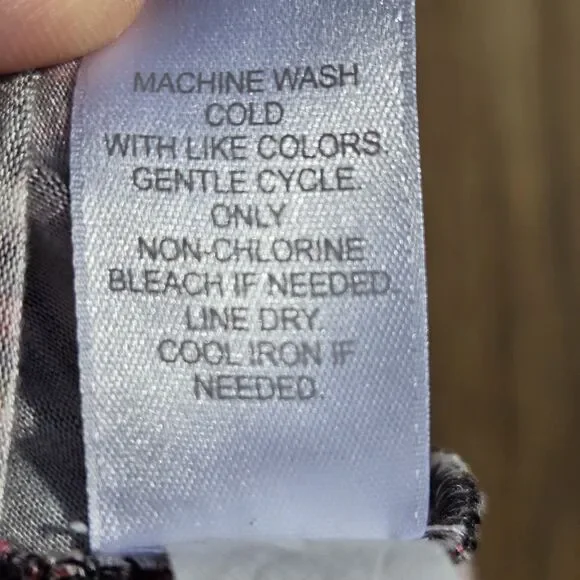 MACHINE WASH
COLD
WITH LIKE COLORS.
GENTLE CYCLE.
ONLY
NON-CHLORINE
BLEACH IF NEEDED.
LINE DRY.
COOL IRON IF
NEEDED.